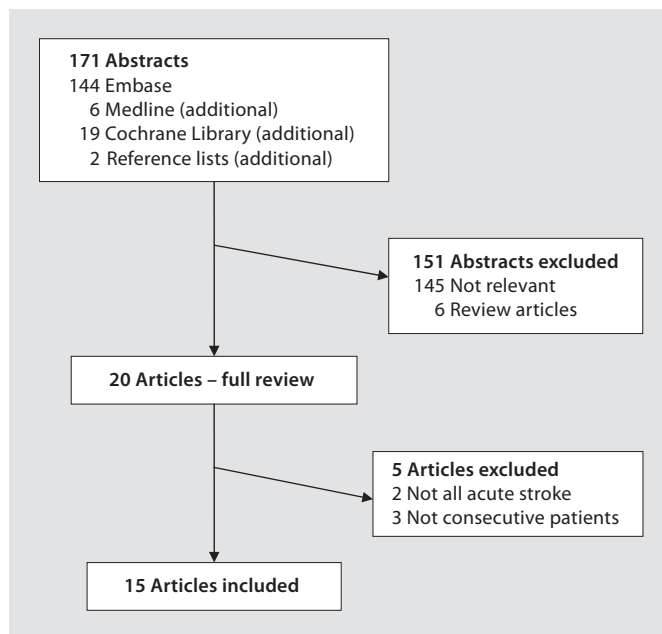 171 Abstracts
144 Embase
6 Medline (additional)
19 Cochrane Library (additional)
2 Reference lists (additional)
151 Abstracts excluded
145 Not relevant
6 Review articles
20 Articles – full review
5 Articles excluded
2 Not all acute stroke
3 Not consecutive patients
15 Articles included